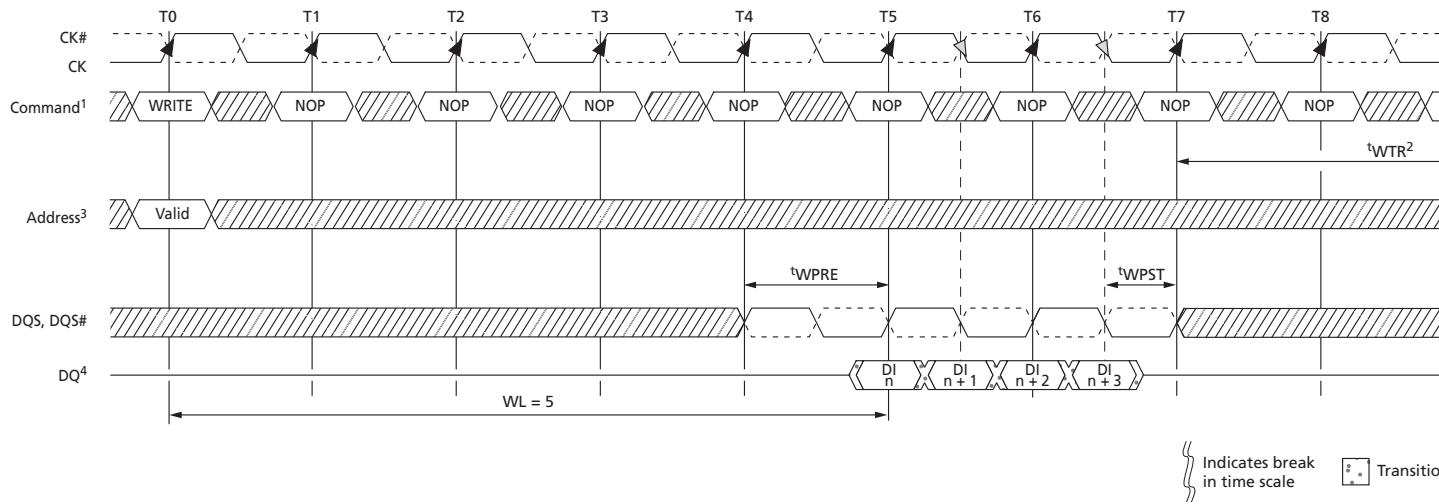 T0 T1 T2 T3 T4 T5 T6 T7 T8
CK#
CK
Command1 WRITE NOP NOP NOP NOP NOP NOP NOP NOP
tWTR2
Address3 Valid
tWPRE tWPST
DQS, DQS#
DQ4 DI n DI n + 1 DI n + 2 DI n + 3
WL = 5
Indicates break
in time scale
Transitio